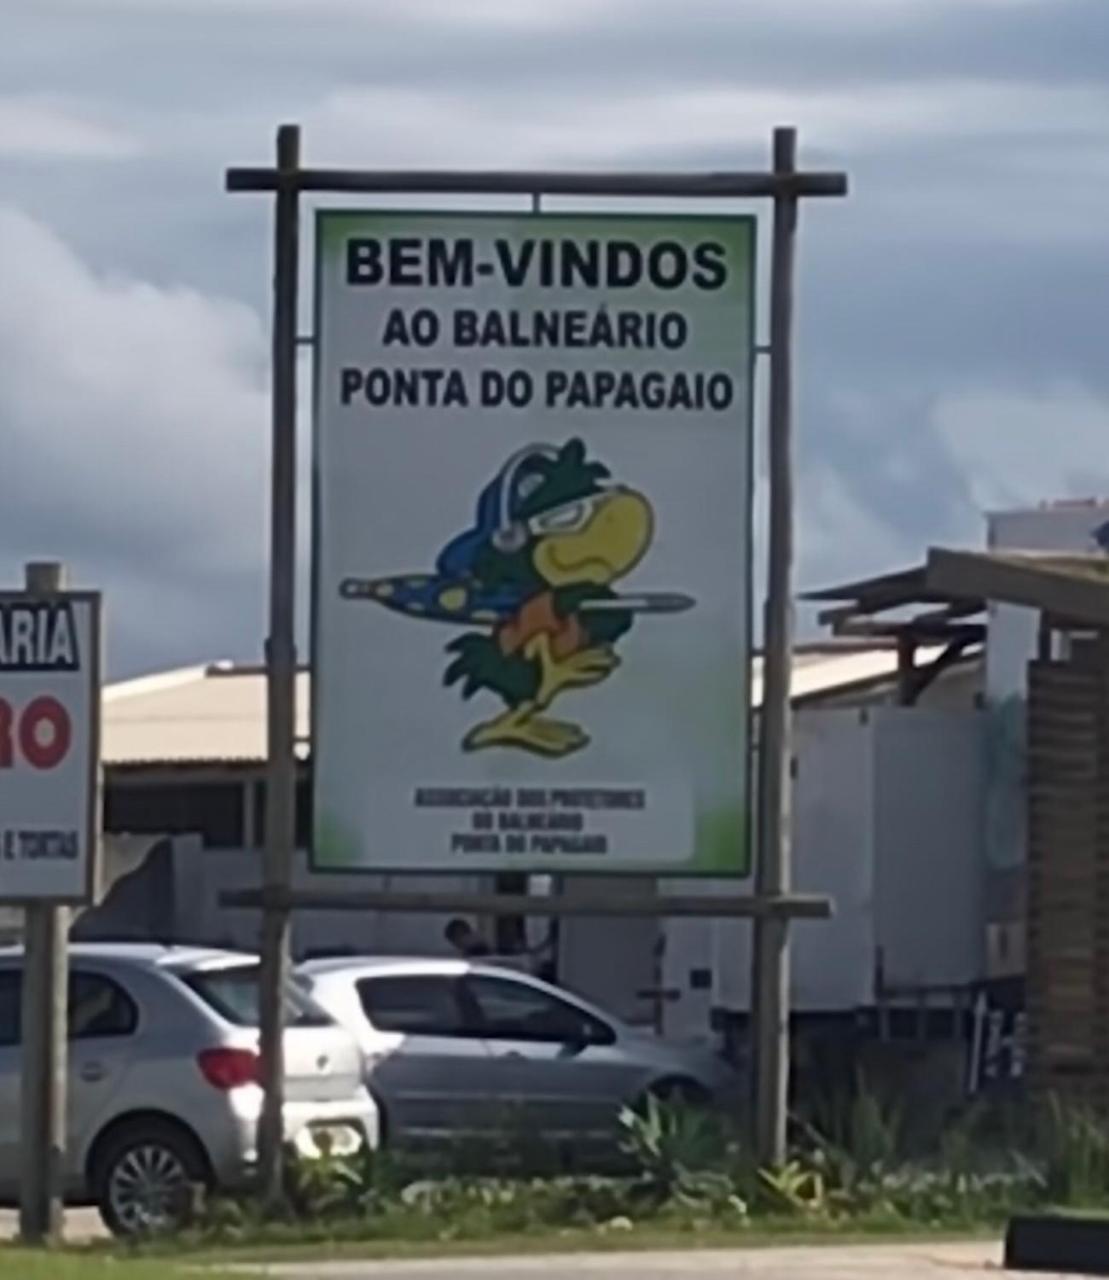 BEM-VINDOS
AO BALNEÁRIO
PONTA DO PAPAGAIO
ASSOCIAÇÃO DOS PROTETORES
DO BALNEÁRIO
PONTA DO PAPAGAIO
ARIA
RO
E TORTAS